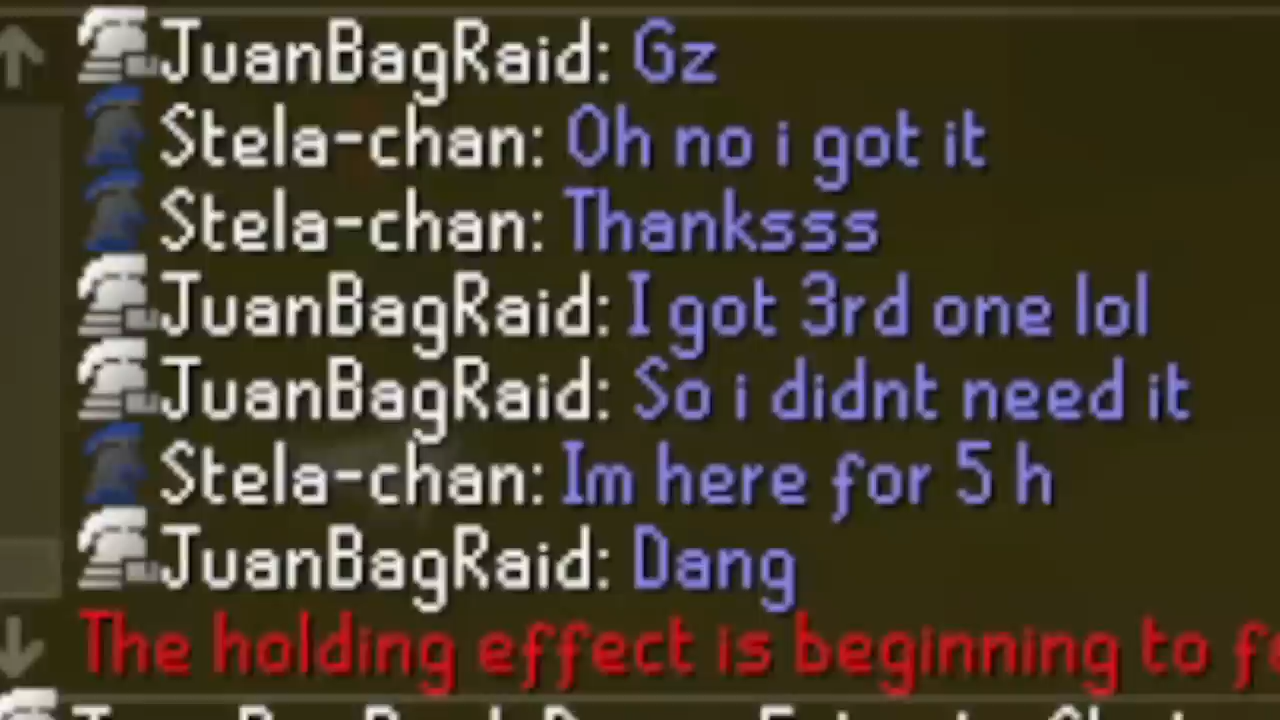 JuanBagRaid: Gz
Stela-chan: Oh no i got it
Stela-chan: Thanksss
JuanBagRaid: I got 3rd one lol
JuanBagRaid: So i didnt need it
Stela-chan: Im here for 5 h
JuanBagRaid: Dang
The holding effect is beginning to